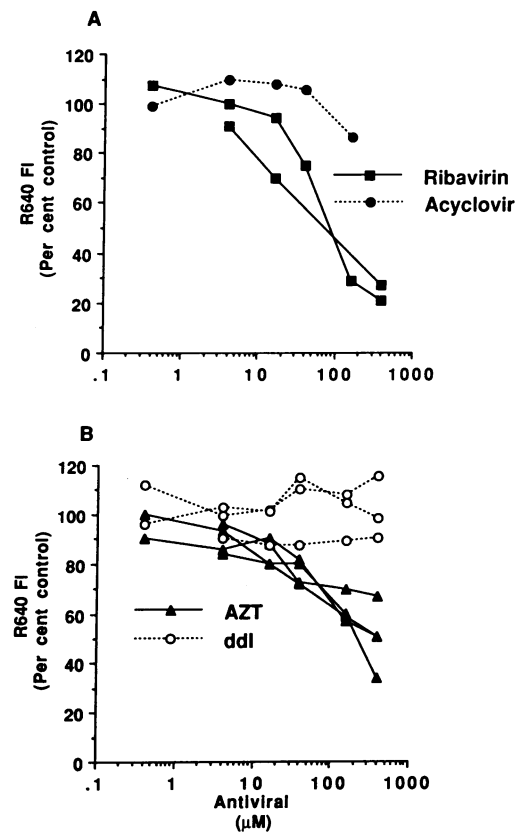 A
120
100
80
60
40
20
0
R640 FI
(Per cent control)
Ribavirin
Acyclovir
.1 1 10 100 1000
B
120
100
80
60
40
20
0
R640 FI
(Per cent control)
AZT
ddI
.1 1 10 100 1000
Antiviral
(μM)